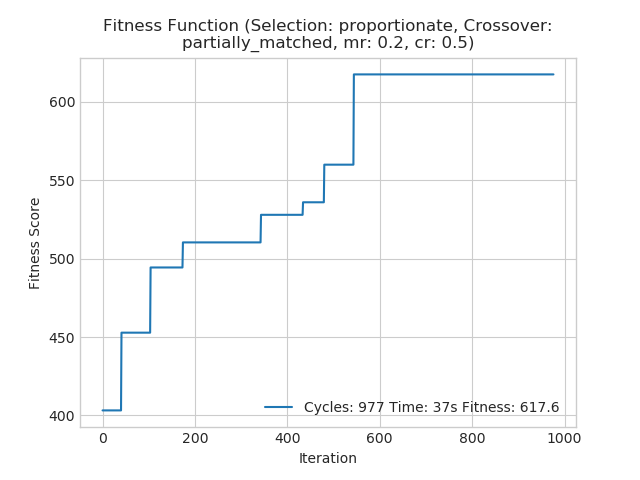 Fitness Function (Selection: proportionate, Crossover:
partially_matched, mr: 0.2, cr: 0.5)
Fitness Score
600
550
500
450
400
Cycles: 977 Time: 37s Fitness: 617.6
0 200 400 600 800 1000
Iteration